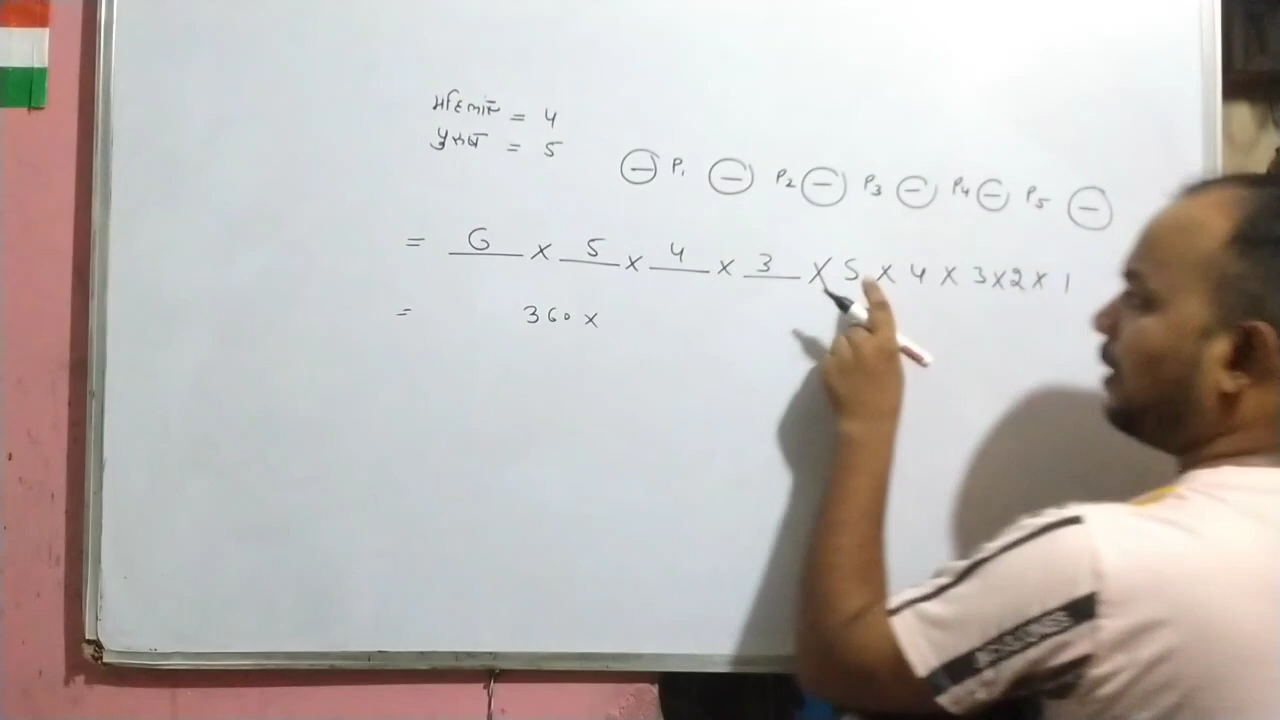 महिलाएँ = 4
पुरुष = 5
⊖ P₁ ⊖ P₂ ⊖ P₃ ⊖ P₄ ⊖ P₅ ⊖
= 6 × 5 × 4 × 3 × 5 × 4 × 3 × 2 × 1
= 360 ×